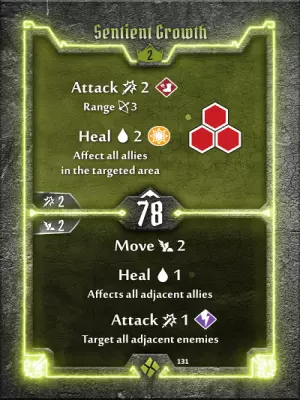 Sentient Growth
2
Attack 2
Range 3
Heal 2
Affect all allies
in the targeted area
2
78
2
Move 2
Heal 1
Affects all adjacent allies
Attack 1
Target all adjacent enemies
131